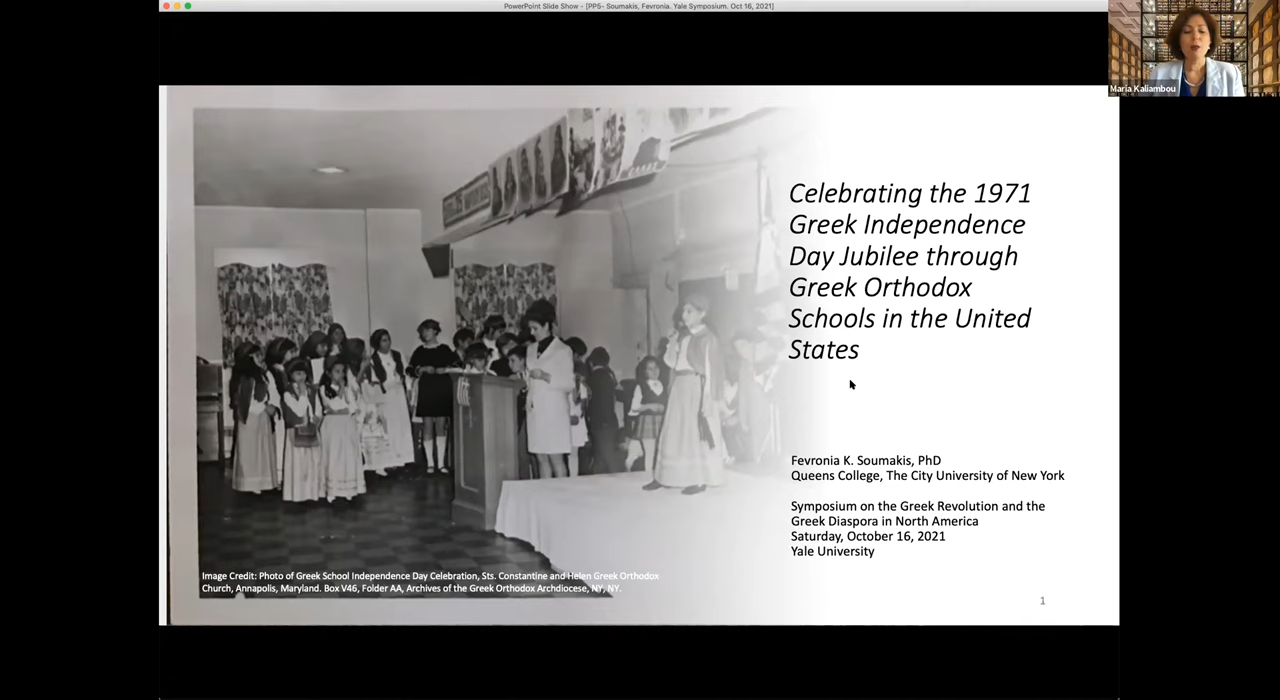 PowerPoint Slide Show - [PP5- Soumakis, Fevronia. Yale Symposium. Oct 16, 2021]
Maria Kaliambou
Celebrating the 1971
Greek Independence
Day Jubilee through
Greek Orthodox
Schools in the United
States
Fevronia K. Soumakis, PhD
Queens College, The City University of New York
Symposium on the Greek Revolution and the
Greek Diaspora in North America
Saturday, October 16, 2021
Yale University
Image Credit: Photo of Greek School Independence Day Celebration, Sts. Constantine and Helen Greek Orthodox
Church, Annapolis, Maryland. Box V46, Folder AA, Archives of the Greek Orthodox Archdiocese, NY, NY.
1